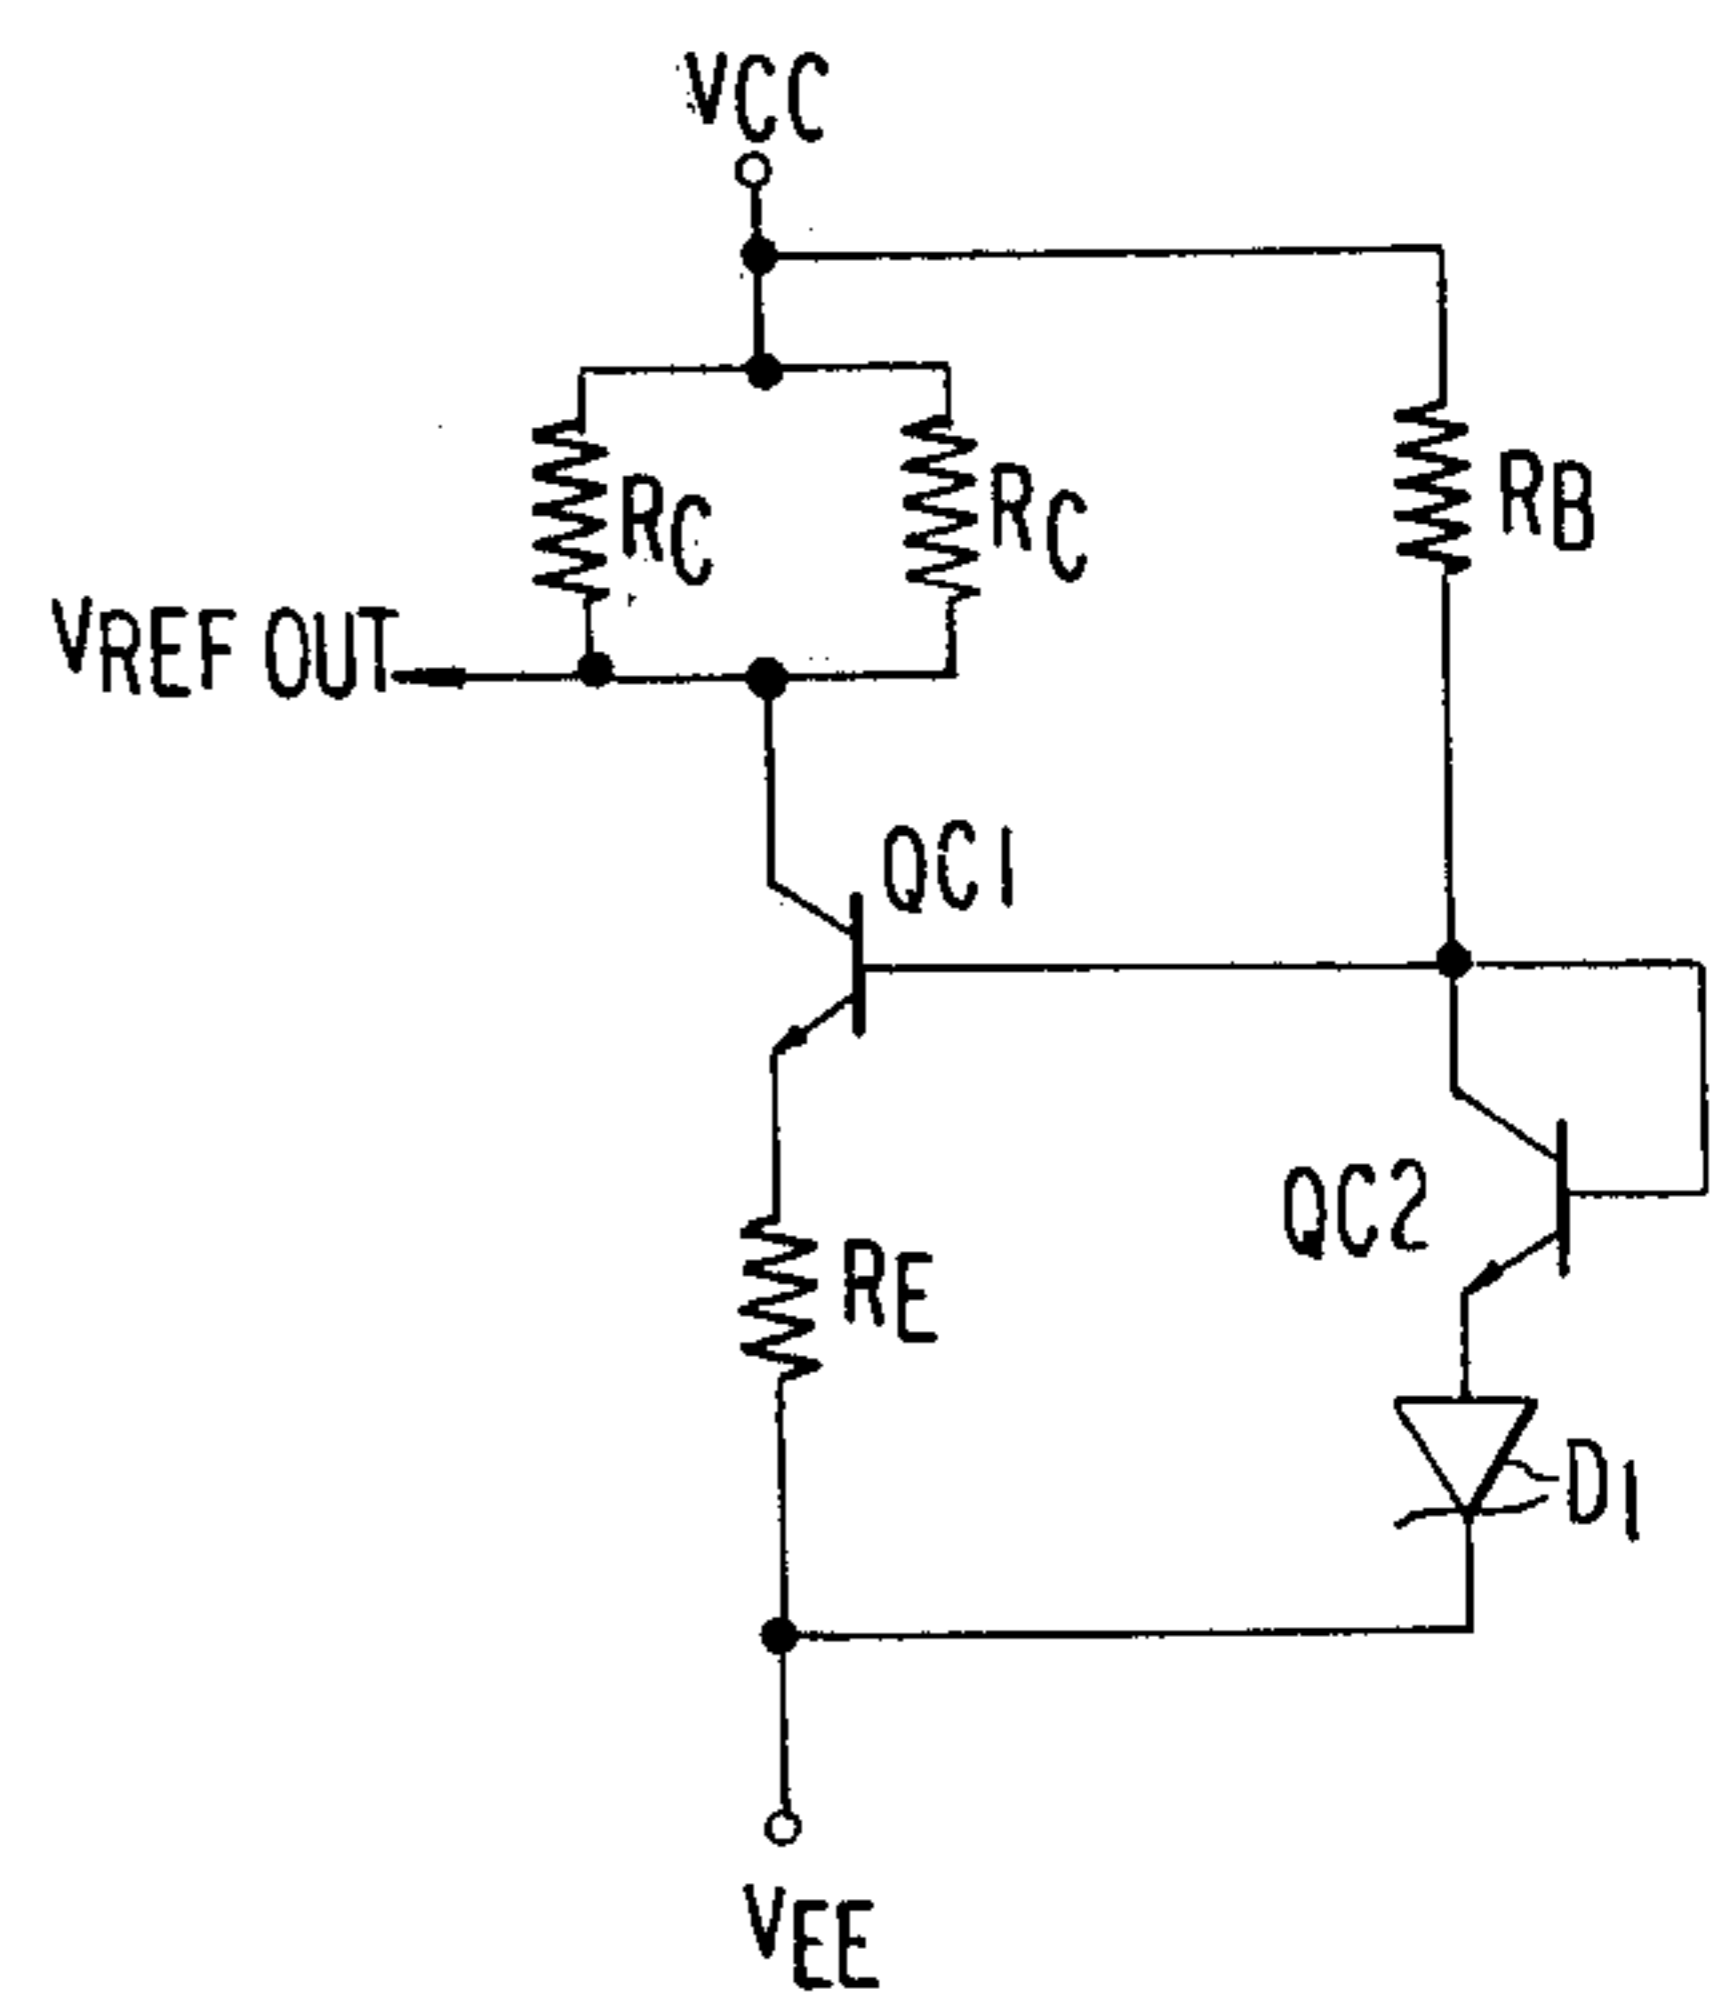 VCC
RC
RC
RB
VREF OUT
QC1
QC2
RE
D1
VEE